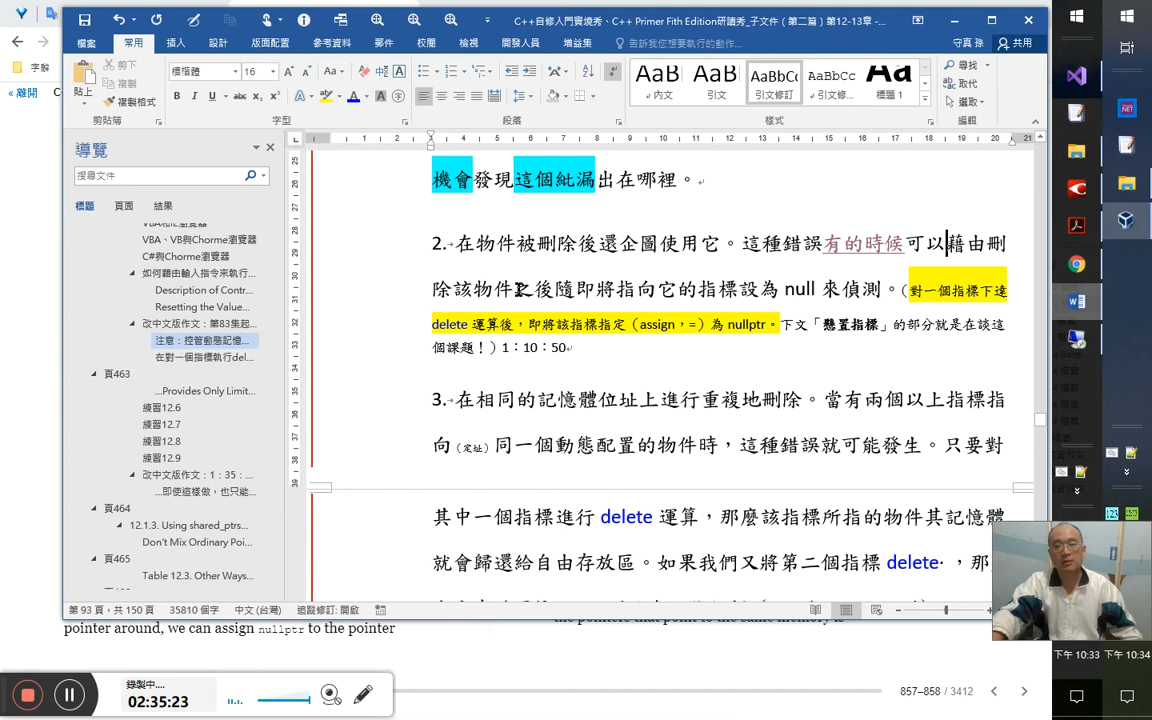 C++自修入門實境秀、C++ Primer Fith Edition研讀秀_子文件（第二篇）第12-13章 -...
檔案 常用 插入 設計 版面配置 參考資料 郵件 校閱 檢視 開發人員 增益集 告訴我您想要執行的動作... 守真 孫 共用
字齡
« 離開
貼上 剪下 複製 複製格式
楷體 16
AaBb AaBb AaBbCc AaBbCc AaBb
內文 引文 引文修訂 引文修... 標題 1
尋找 取代 選取
剪貼簿 字型 段落 樣式 編輯
導覽
搜尋文件
標題 頁面 結果
VBA、VB與Chorme瀏覽器
C#與Chorme瀏覽器
如何藉由輸入指令來執行...
Description of Contr...
Resetting the Value...
改中文版作文：第83集起...
注意：控管動態記憶...
在對一個指標執行del...
頁463
...Provides Only Limit...
練習12.6
練習12.7
練習12.8
練習12.9
改中文版作文：1：35：...
...即使這樣做，也只能...
頁464
12.1.3. Using shared_ptrs...
Don't Mix Ordinary Poi...
頁465
Table 12.3. Other Ways...
機會發現這個紕漏出在哪裡。
2. 在物件被刪除後還企圖使用它。這種錯誤有的時候可以藉由刪
除該物件之後隨即將指向它的指標設為 null 來偵測。（對一個指標下達
delete 運算後，即將該指標指定（assign，=）為 nullptr。下文「懸置指標」的部分就是在談這
個課題！）1：10：50
3. 在相同的記憶體位址上進行重複地刪除。當有兩個以上指標指
向（定址）同一個動態配置的物件時，這種錯誤就可能發生。只要對
其中一個指標進行 delete 運算，那麼該指標所指的物件其記憶體
就會歸還給自由存放區。如果我們又將第二個指標 delete ，那
第 93 頁，共 150 頁 35810 個字 中文 (台灣) 追蹤修訂: 開啟
pointer around, we can assign nullptr to the pointer
the pointers that point to the same memory is
錄製中....
02:35:23
857–858 / 3412
下午 10:33 下午 10:34